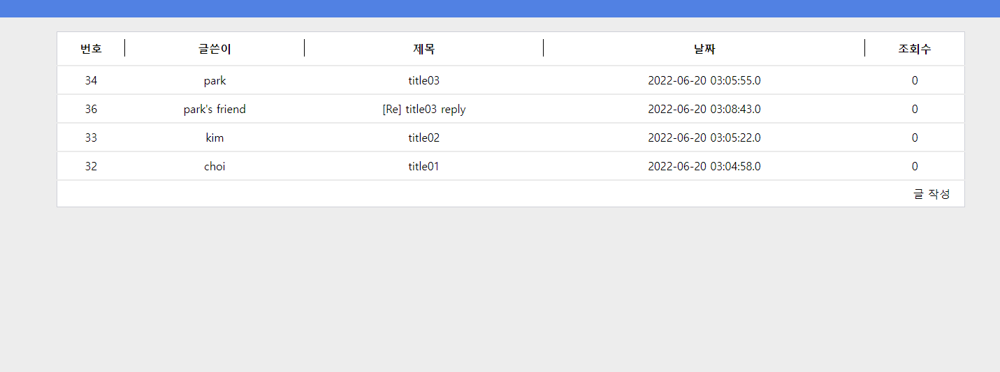 번호 글쓴이 제목 날짜 조회수
34 park title03 2022-06-20 03:05:55.0 0
36 park's friend [Re] title03 reply 2022-06-20 03:08:43.0 0
33 kim title02 2022-06-20 03:05:22.0 0
32 choi title01 2022-06-20 03:04:58.0 0
글 작성